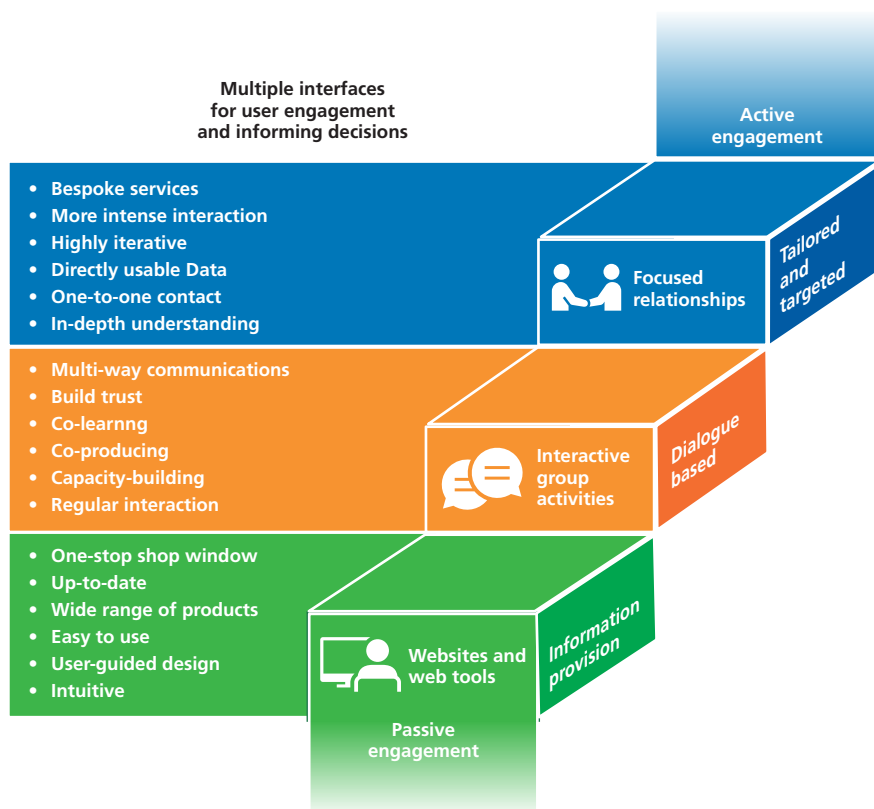 Multiple interfaces
for user engagement
and informing decisions
Active
engagement
• Bespoke services
• More intense interaction
• Highly iterative
• Directly usable Data
• One-to-one contact
• In-depth understanding
Focused
relationships
Tailored
and
targeted
• Multi-way communications
• Build trust
• Co-learnng
• Co-producing
• Capacity-building
• Regular interaction
Interactive
group
activities
Dialogue
based
• One-stop shop window
• Up-to-date
• Wide range of products
• Easy to use
• User-guided design
• Intuitive
Websites and
web tools
Information
provision
Passive
engagement